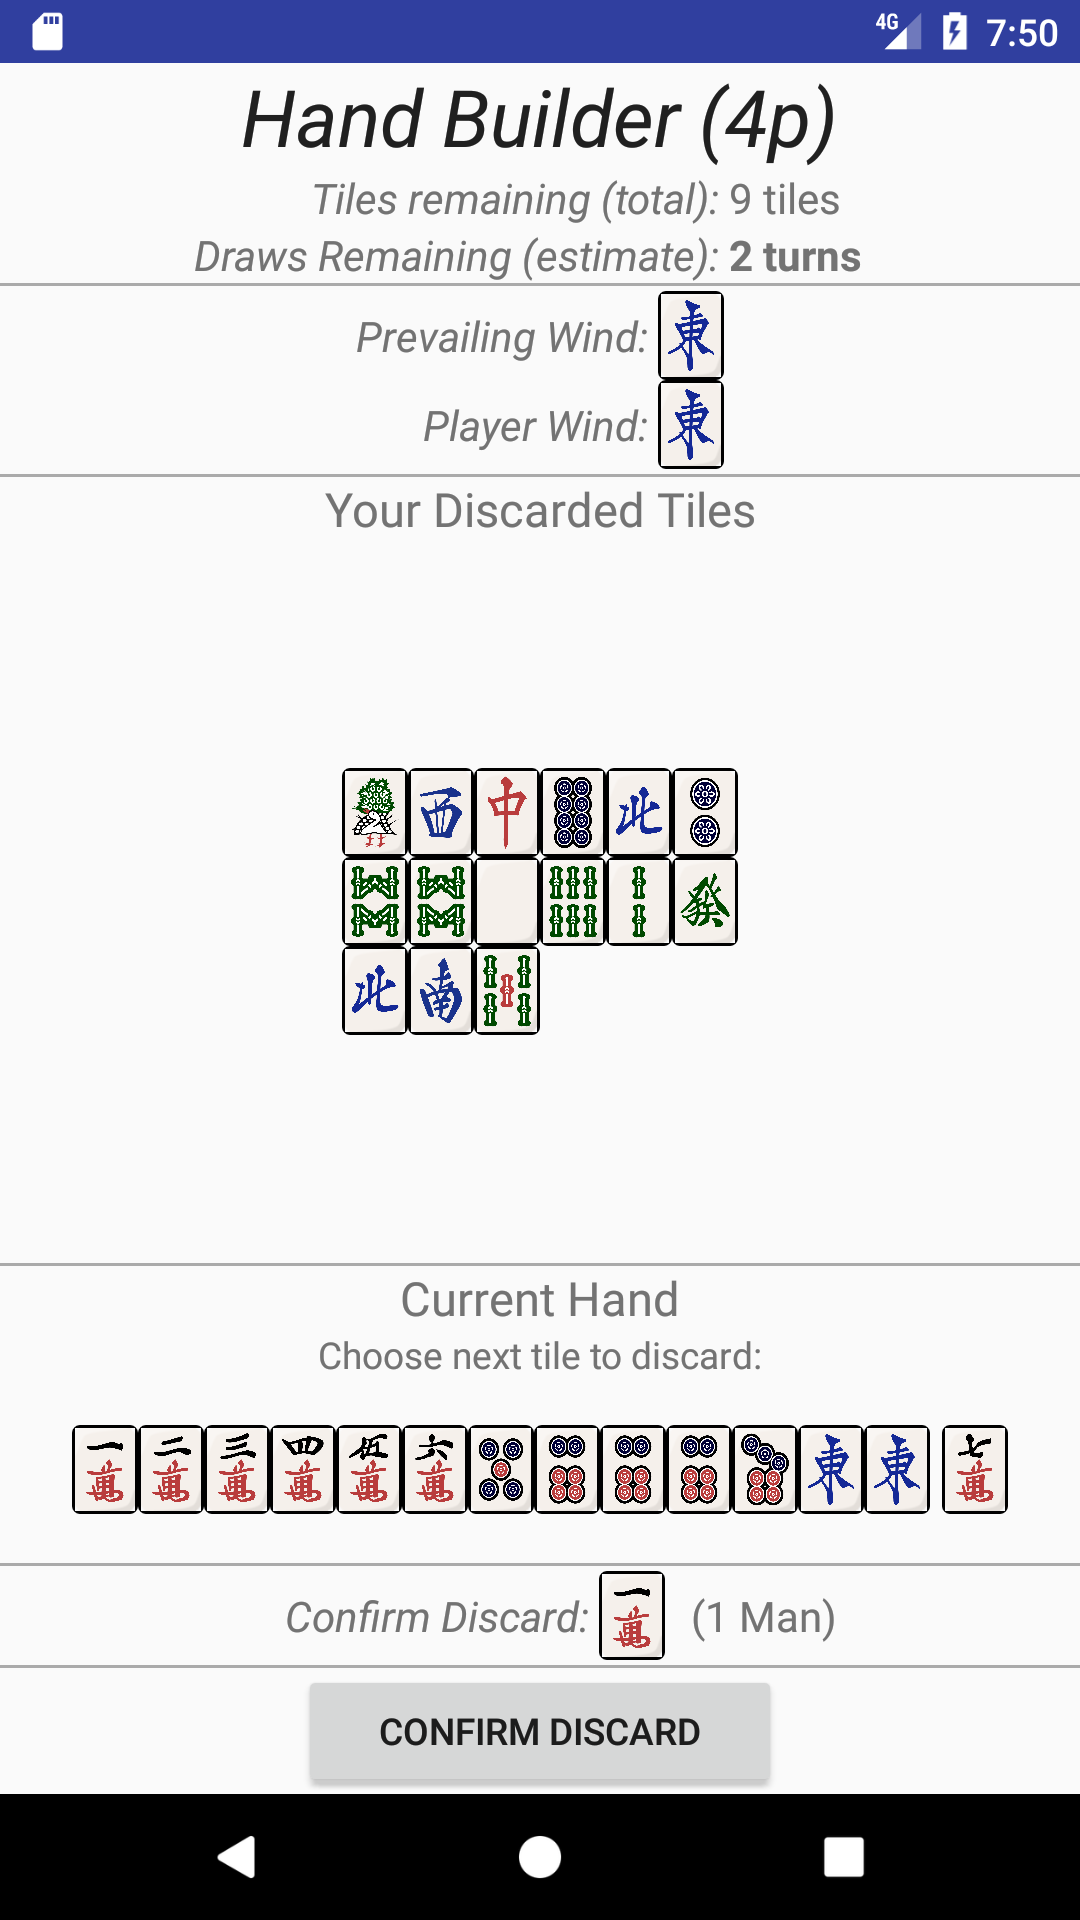 4G 7:50
Hand Builder (4p)
Tiles remaining (total): 9 tiles
Draws Remaining (estimate): 2 turns
Prevailing Wind: 東
Player Wind: 東
Your Discarded Tiles
西 中 北
發
北 南
Current Hand
Choose next tile to discard:
一萬 二萬 三萬 四萬 伍萬 六萬 東 東 七萬
Confirm Discard: 一萬 (1 Man)
CONFIRM DISCARD